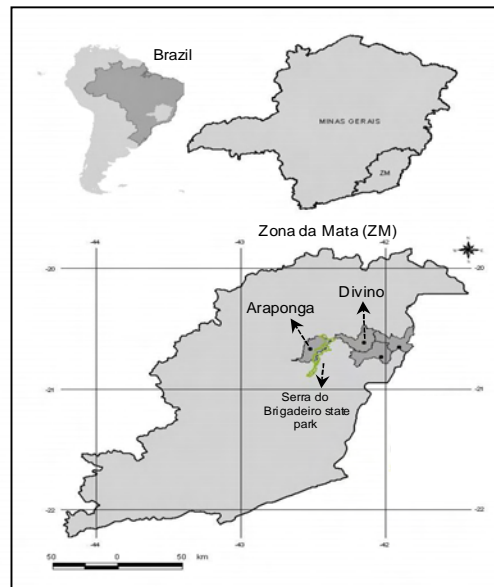 Brazil
MINAS GERAIS
ZM
Zona da Mata (ZM)
-44
-43
-42
-20
-20
Divino
Araponga
-21
-21
Serra do
Brigadeiro state
park
-22
-22
-44
-43
-42
50 0 50
km